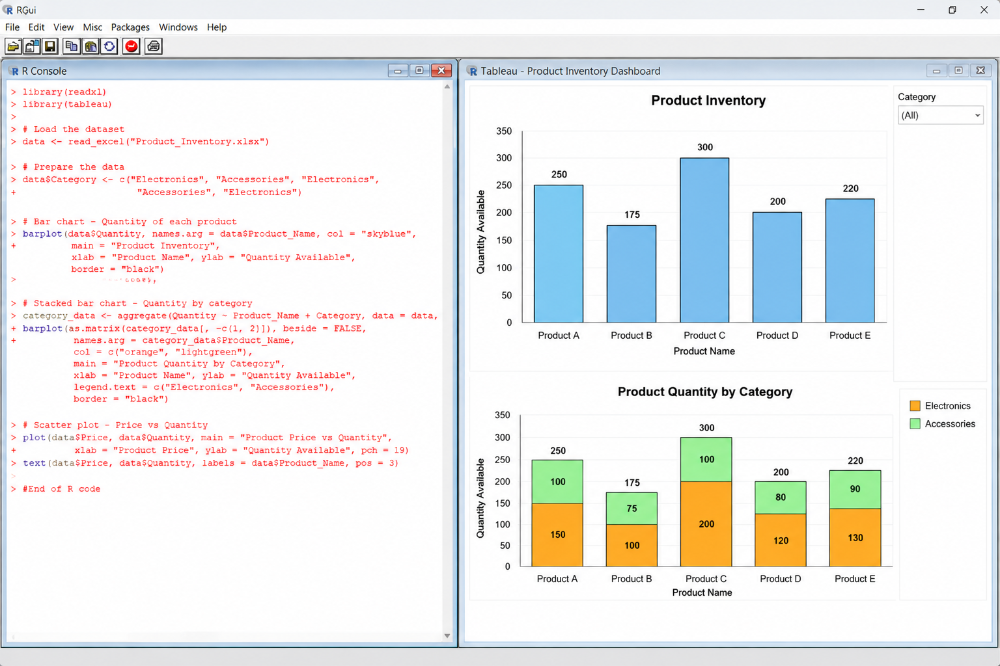 RGui
File Edit View Misc Packages Windows Help
R Console
> library(readxl)
> library(tableau)
>
> # Load the dataset
> data <- read_excel("Product_Inventory.xlsx")
> # Prepare the data
> data$Category <- c("Electronics", "Accessories", "Electronics",
+ "Accessories", "Electronics")
> # Bar chart - Quantity of each product
> barplot(data$Quantity, names.arg = data$Product_Name, col = "skyblue",
+ main = "Product Inventory",
xlab = "Product Name", ylab = "Quantity Available",
border = "black")
>
> # Stacked bar chart - Quantity by category
> category_data <- aggregate(Quantity ~ Product_Name + Category, data = data,
+ barplot(as.matrix(category_data[, -c(1, 2)]), beside = FALSE,
+ names.arg = category_data$Product_Name,
col = c("orange", "lightgreen"),
main = "Product Quantity by Category",
xlab = "Product Name", ylab = "Quantity Available",
legend.text = c("Electronics", "Accessories"),
border = "black")
> # Scatter plot - Price vs Quantity
> plot(data$Price, data$Quantity, main = "Product Price vs Quantity",
+ xlab = "Product Price", ylab = "Quantity Available", pch = 19)
> text(data$Price, data$Quantity, labels = data$Product_Name, pos = 3)
>
> #End of R code
Tableau - Product Inventory Dashboard
Product Inventory
Category
(All)
Quantity Available
350
300
250
200
150
100
50
0
250
175
300
200
220
Product A Product B Product C Product D Product E
Product Name
Product Quantity by Category
Electronics
Accessories
Quantity Available
350
300
250
200
150
100
50
0
250
100
150
175
75
100
300
100
200
200
80
120
220
90
130
Product A Product B Product C Product D Product E
Product Name